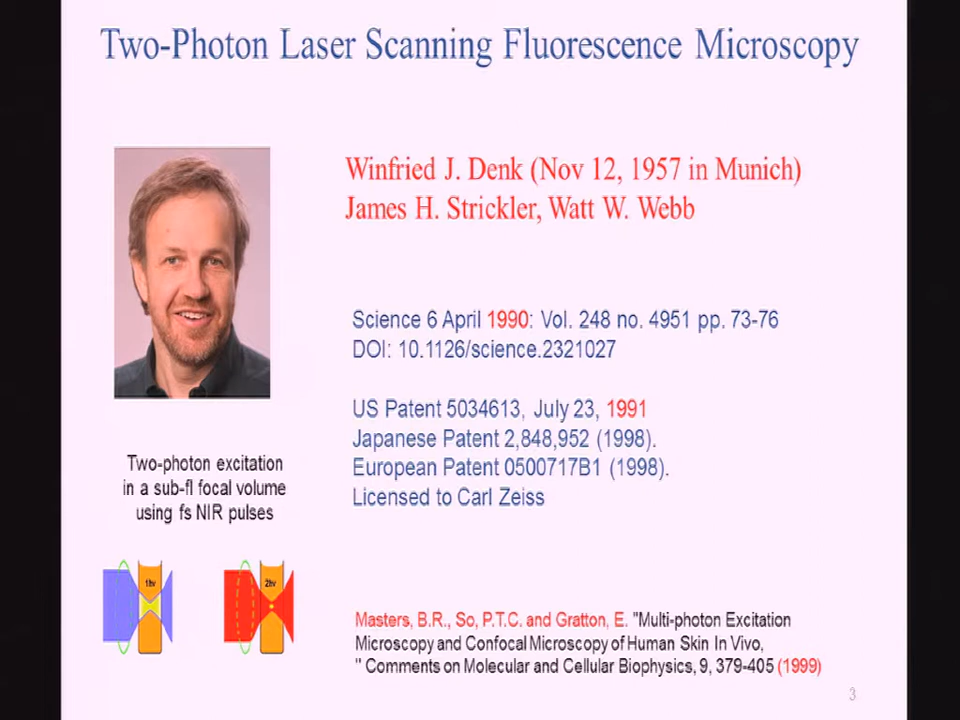 Two-Photon Laser Scanning Fluorescence Microscopy
Winfried J. Denk (Nov 12, 1957 in Munich)
James H. Strickler, Watt W. Webb
Science 6 April 1990: Vol. 248 no. 4951 pp. 73-76
DOI: 10.1126/science.2321027
US Patent 5034613, July 23, 1991
Japanese Patent 2,848,952 (1998).
European Patent 0500717B1 (1998).
Licensed to Carl Zeiss
Two-photon excitation
in a sub-fl focal volume
using fs NIR pulses
1hν
2hν
Masters, B.R., So, P.T.C. and Gratton, E. "Multi-photon Excitation
Microscopy and Confocal Microscopy of Human Skin In Vivo,
" Comments on Molecular and Cellular Biophysics, 9, 379-405 (1999)
3